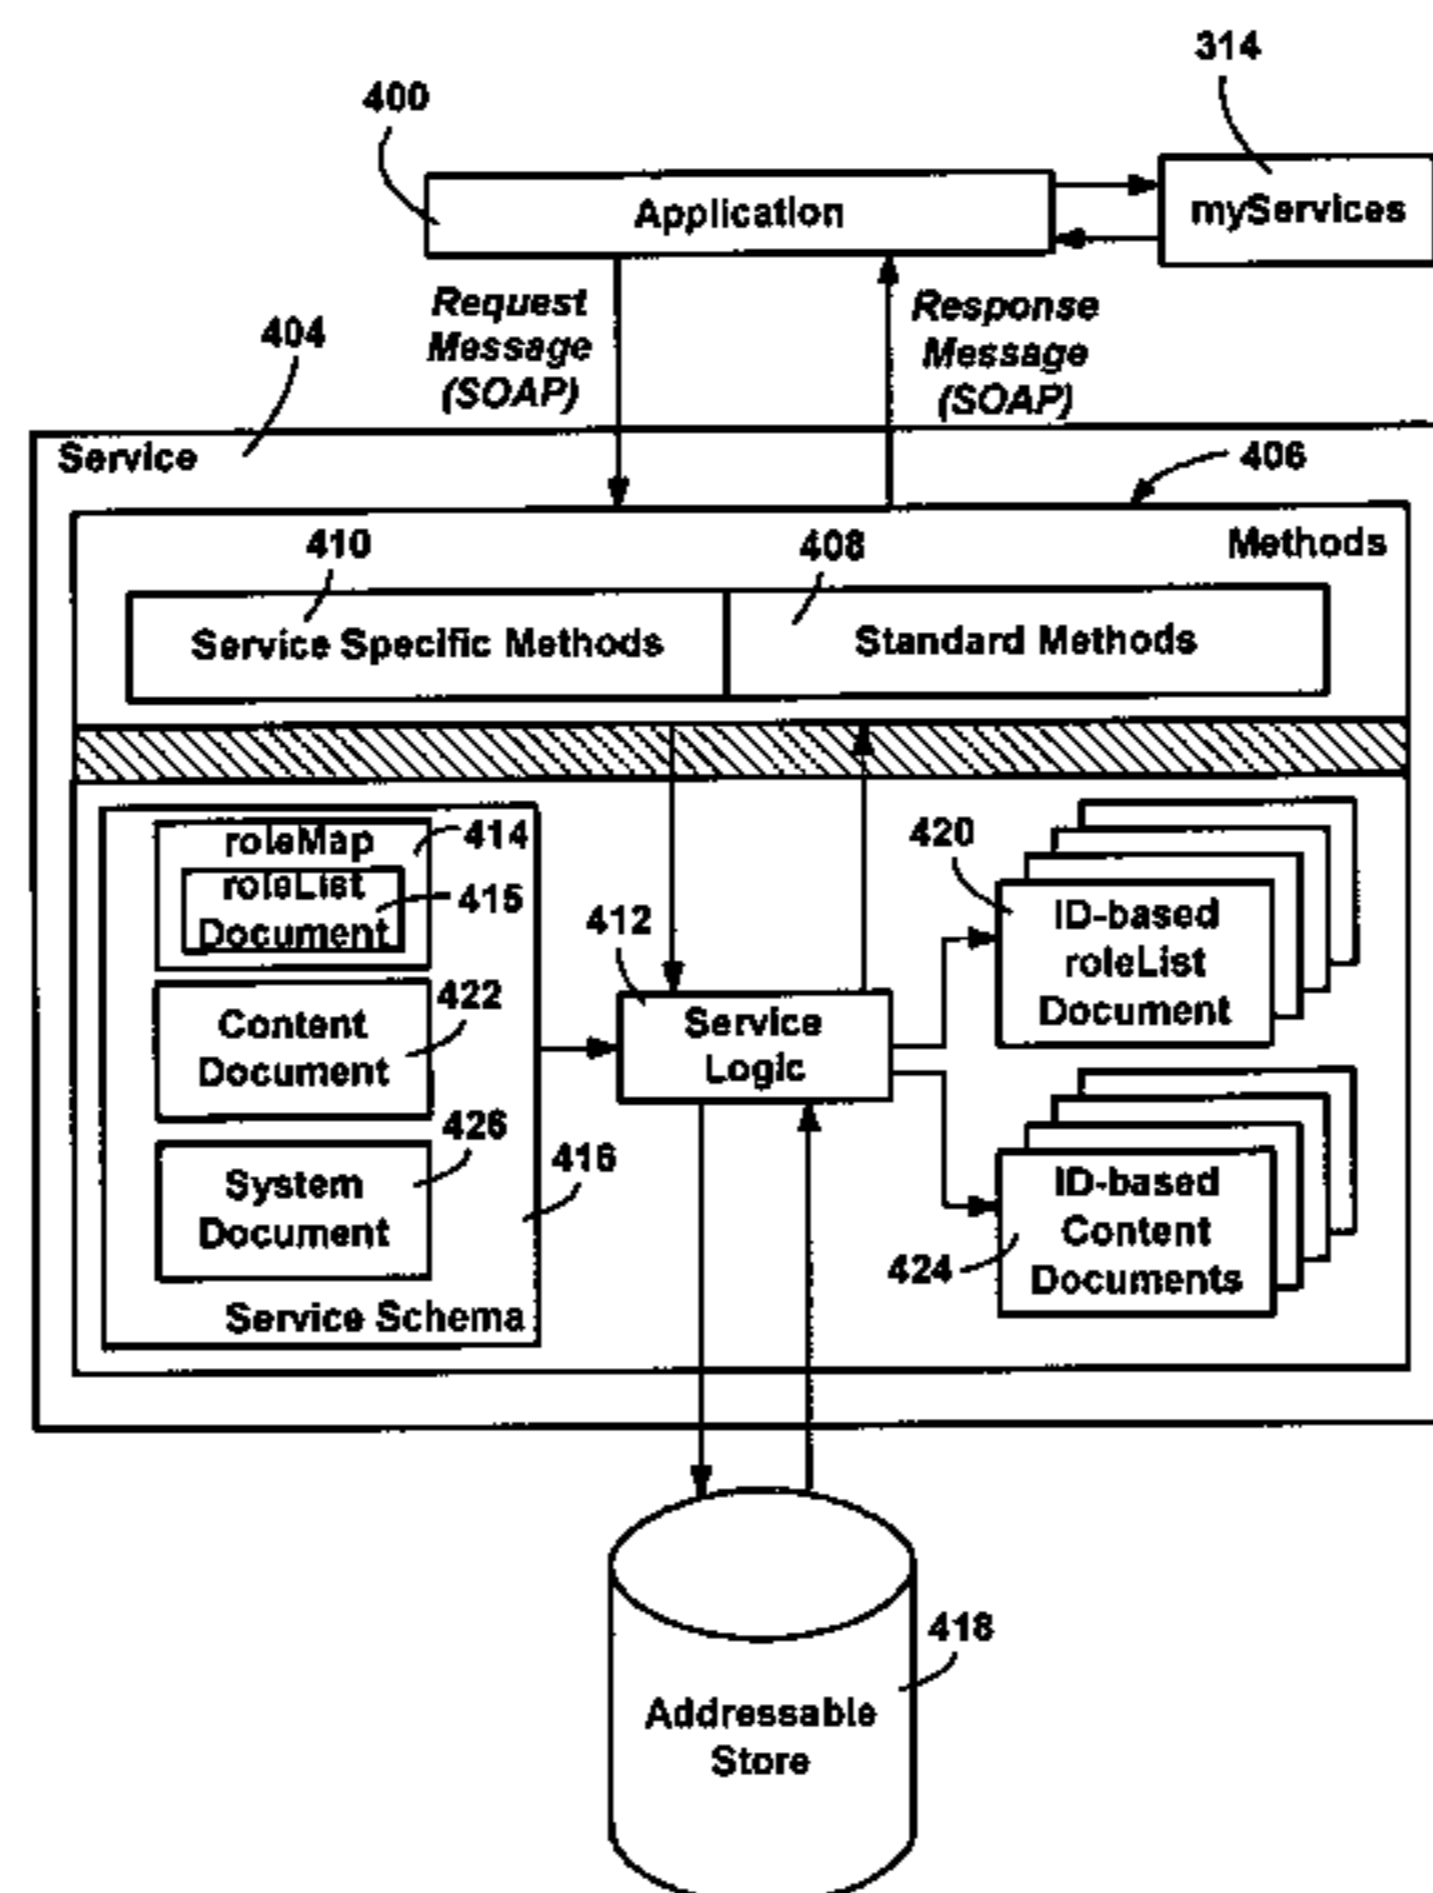 314
400
Application
myServices
Request
Message
(SOAP)
Response
Message
(SOAP)
404
Service
406
Methods
410
408
Service Specific Methods
Standard Methods
roleMap
414
roleList
Document
415
Content
Document
422
System
Document
426
416
Service Schema
412
Service
Logic
420
ID-based
roleList
Document
ID-based
Content
Documents
424
418
Addressable
Store